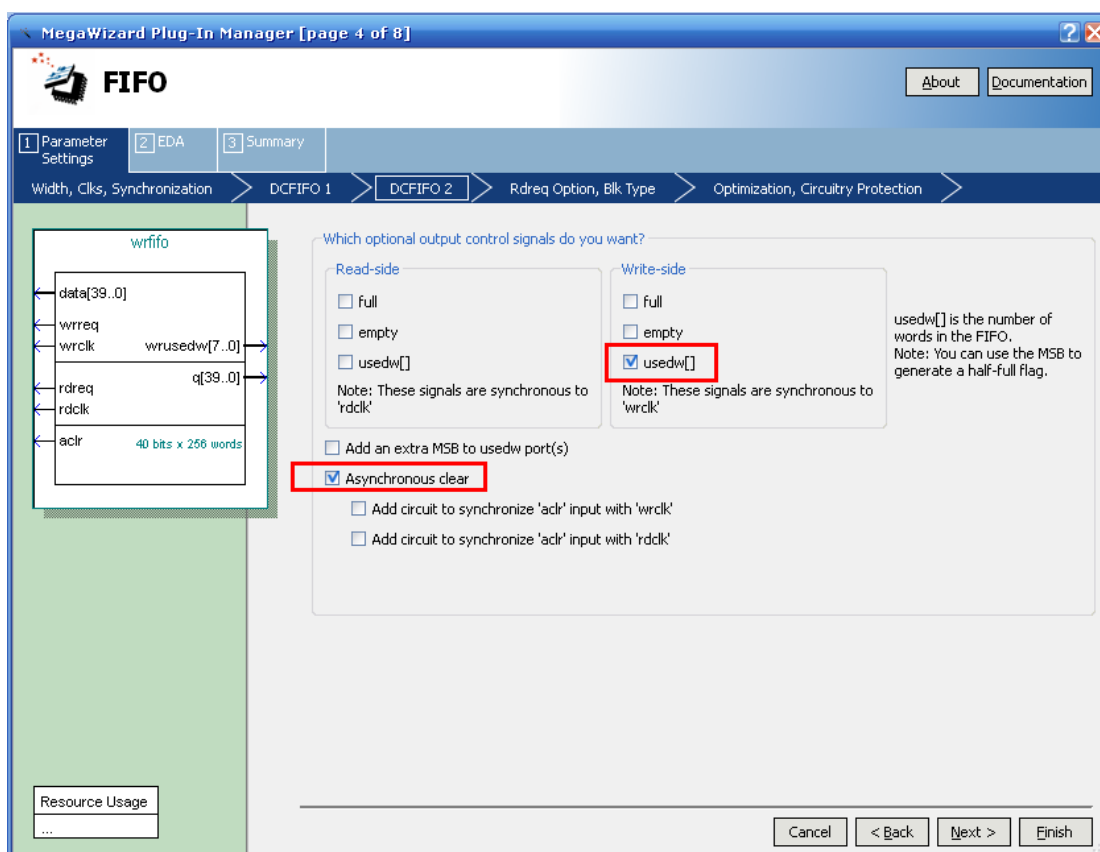 MegaWizard Plug-In Manager [page 4 of 8]
FIFO
About
Documentation
1 Parameter Settings
2 EDA
3 Summary
Width, Clks, Synchronization
DCFIFO 1
DCFIFO 2
Rdreq Option, Blk Type
Optimization, Circuitry Protection
wrfifo
data[39..0]
wrreq
wrclk
wrusedw[7..0]
q[39..0]
rdreq
rdclk
aclr
40 bits x 256 words
Resource Usage
...
Which optional output control signals do you want?
Read-side
full
empty
usedw[]
Note: These signals are synchronous to
'rdclk'
Write-side
full
empty
usedw[]
Note: These signals are synchronous to
'wrclk'
usedw[] is the number of
words in the FIFO.
Note: You can use the MSB to
generate a half-full flag.
Add an extra MSB to usedw port(s)
Asynchronous clear
Add circuit to synchronize 'aclr' input with 'wrclk'
Add circuit to synchronize 'aclr' input with 'rdclk'
Cancel
< Back
Next >
Finish